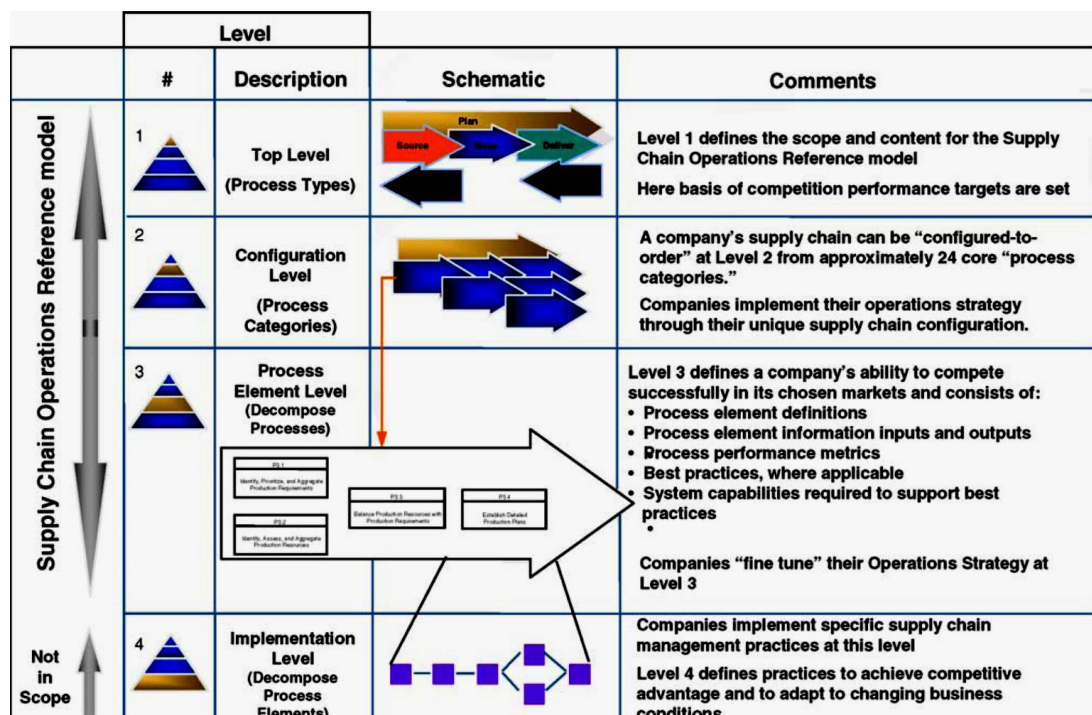 Level
#
Description
Schematic
Comments
Supply Chain Operations Reference model
1
Top Level
(Process Types)
Plan
Source
Deliver
Level 1 defines the scope and content for the Supply
Chain Operations Reference model
Here basis of competition performance targets are set
2
Configuration
Level
(Process
Categories)
A company's supply chain can be “configured-to-
order” at Level 2 from approximately 24 core “process
categories.”
Companies implement their operations strategy
through their unique supply chain configuration.
3
Process
Element Level
(Decompose
Processes)
P3.1
Identify, Prioritize, and Aggregate
Production Requirements
P3.2
Identify, Assess, and Aggregate
Production Resources
P3.3
Balance Production Resources with
Production Requirements
P3.4
Establish Detailed
Production Plans
Level 3 defines a company's ability to compete
successfully in its chosen markets and consists of:
• Process element definitions
• Process element information inputs and outputs
• Process performance metrics
• Best practices, where applicable
• System capabilities required to support best
practices
•
Companies “fine tune” their Operations Strategy at
Level 3
Not
in
Scope
4
Implementation
Level
(Decompose
Process
Elements)
Companies implement specific supply chain
management practices at this level
Level 4 defines practices to achieve competitive
advantage and to adapt to changing business
conditions